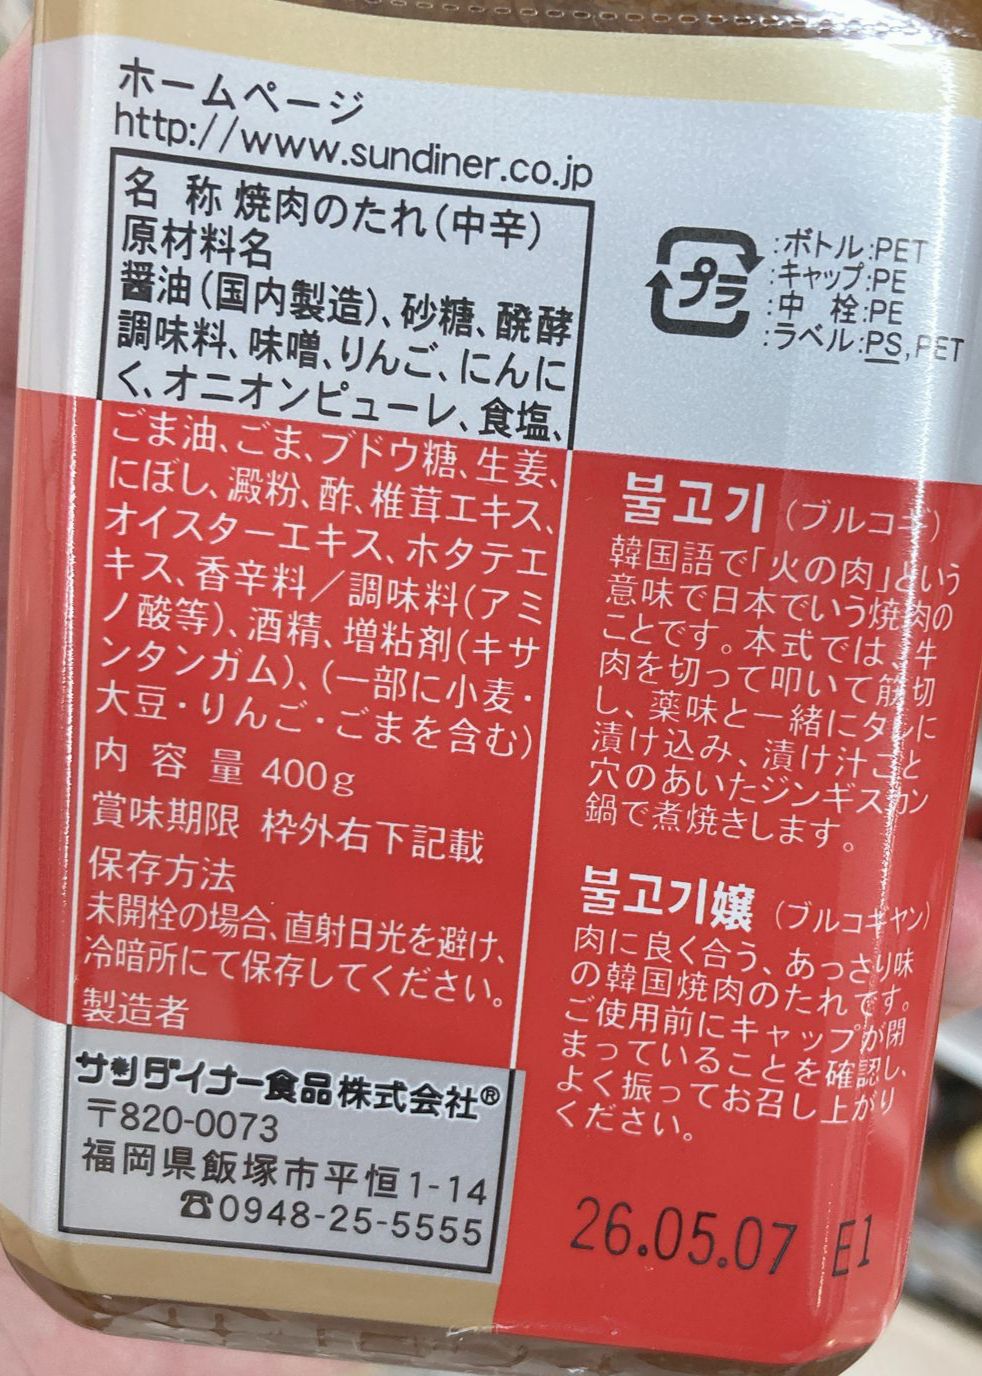 ホームページ
http://www.sundiner.co.jp
名 称 焼肉のたれ(中辛)
原材料名
醤油(国内製造)、砂糖、醗酵
調味料、味噌、りんご、にんに
く、オニオンピューレ、食塩、
ごま油、ごま、ブドウ糖、生姜、
にぼし、澱粉、酢、椎茸エキス、
オイスターエキス、ホタテエ
キス、香辛料/調味料(アミ
ノ酸等)、酒精、増粘剤(キサ
ンタンガム)、(一部に小麦・
大豆・りんご・ごまを含む)
内 容 量 400g
賞味期限 枠外右下記載
保存方法
未開栓の場合、直射日光を避け、
冷暗所にて保存してください。
製造者
サンダイナー食品株式会社®
〒820-0073
福岡県飯塚市平恒1-14
☎0948-25-5555
プラ
:ボトル:PET
:キャップ:PE
:中 栓:PE
:ラベル:PS,PET
불고기(ブルコギ)
韓国語で「火の肉」という
意味で日本でいう焼肉の
ことです。本式では、牛
肉を切って叩いて筋切
し、薬味と一緒にタレに
漬け込み、漬け汁ごと
穴のあいたジンギスカン
鍋で煮焼きします。
불고기嬢(ブルコギヤン)
肉に良く合う、あっさり味
の韓国焼肉のたれです。
ご使用前にキャップが閉
まっていることを確認し、
よく振ってお召し上がり
ください。
26.05.07 E1